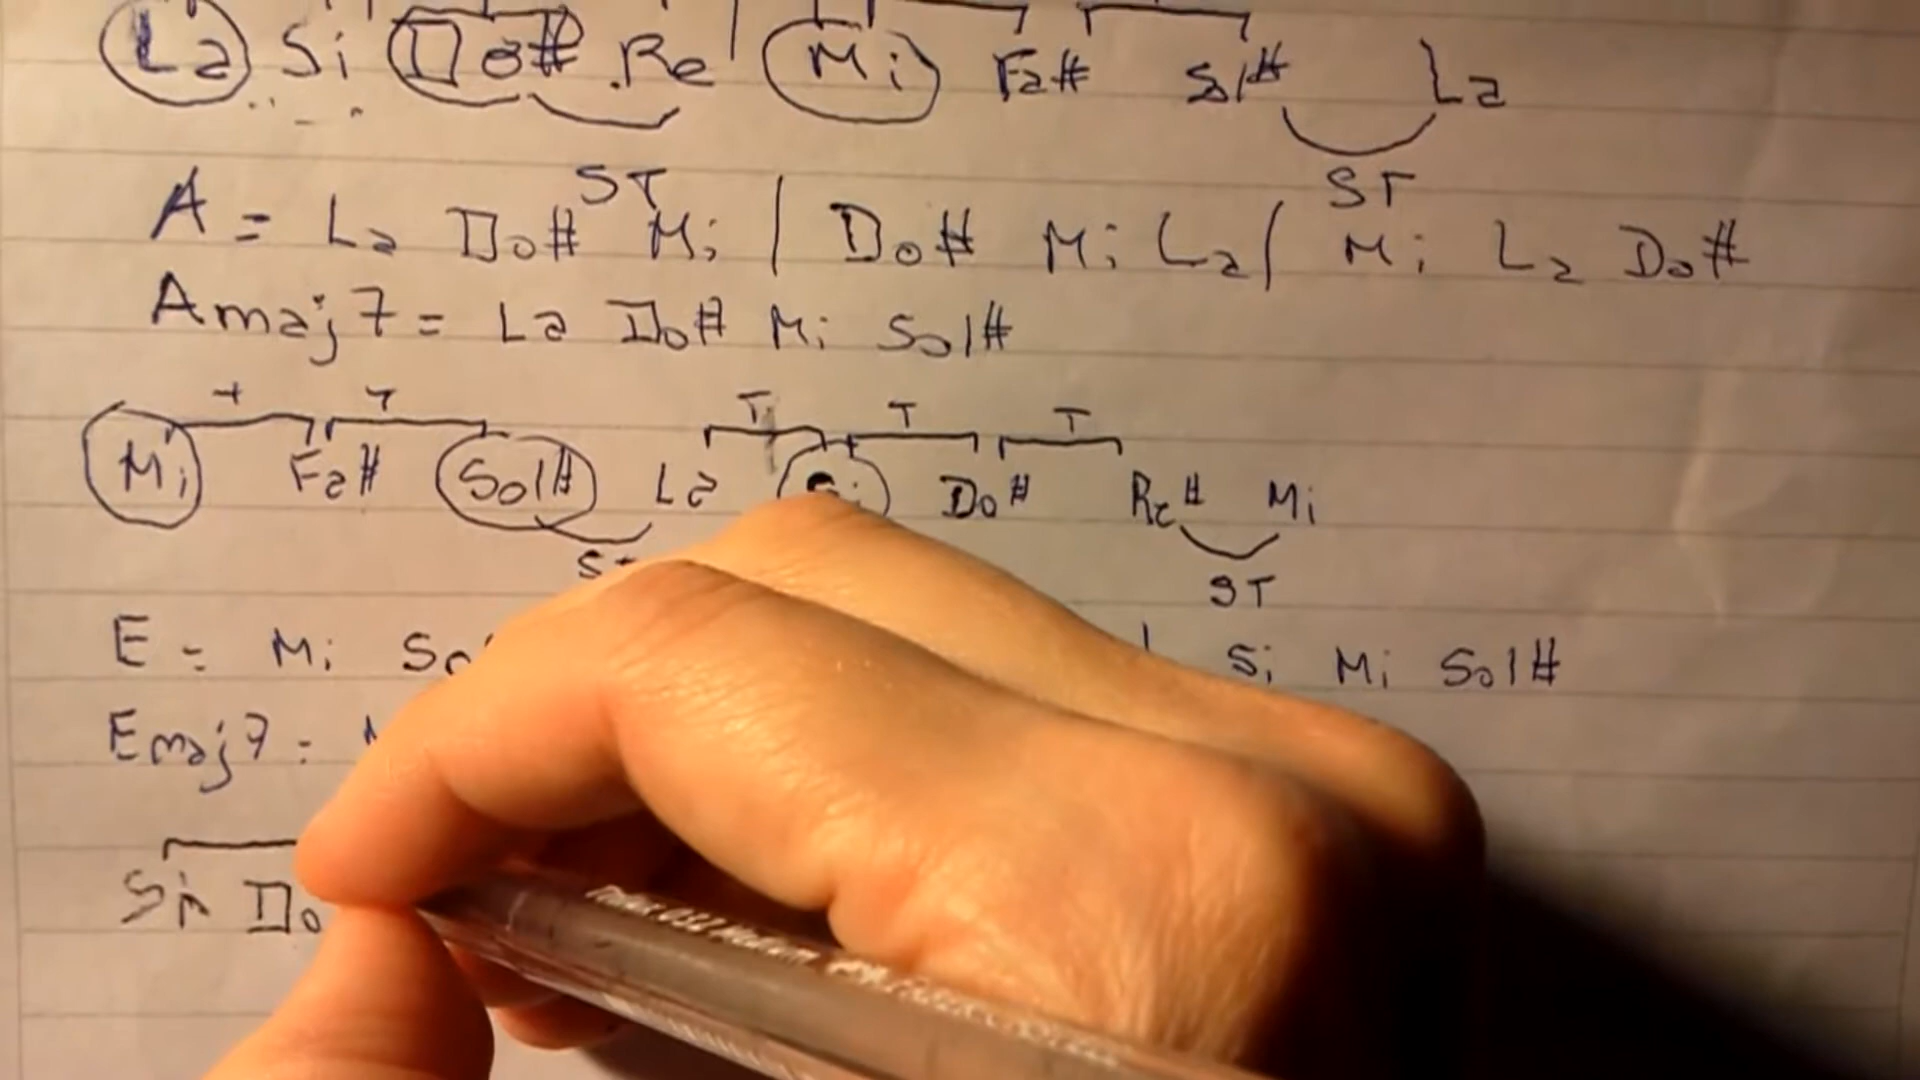 La Si Do# Re Mi Fa# Sol# La
ST ST
A = La Do# Mi / Do# Mi La / Mi La Do#
Amaj7 = La Do# Mi Sol#
T T T T T
Mi Fa# Sol# La Si Do# Re# Mi
ST
E = Mi Si Mi Sol#
Emaj7 =
Si Do